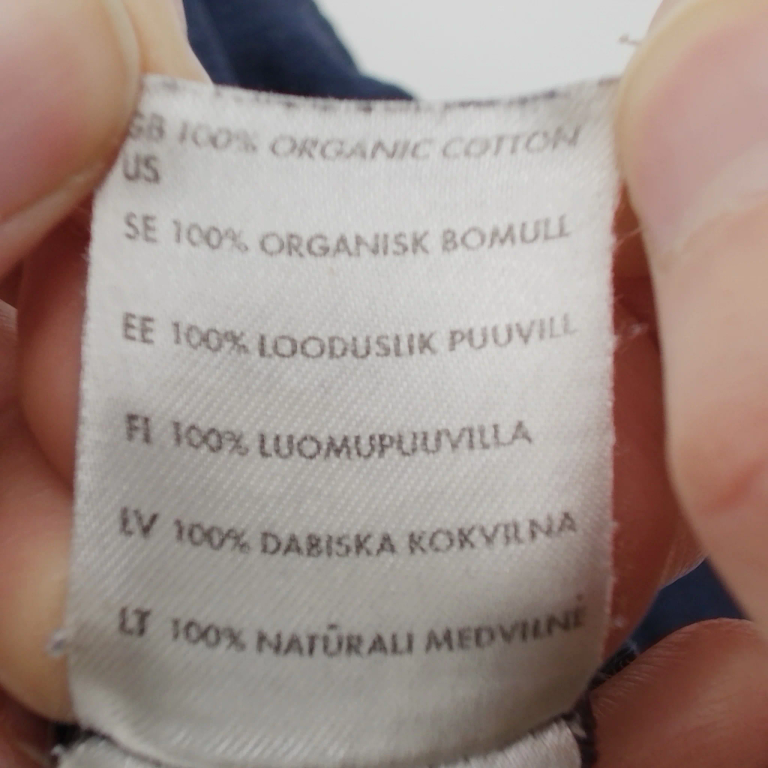 GB 100% ORGANIC COTTON
US
SE 100% ORGANISK BOMULL
EE 100% LOODUSLIK PUUVILL
FI 100% LUOMUPUUVILLA
LV 100% DABISKA KOKVILNA
LT 100% NATŪRALI MEDVILNĖ